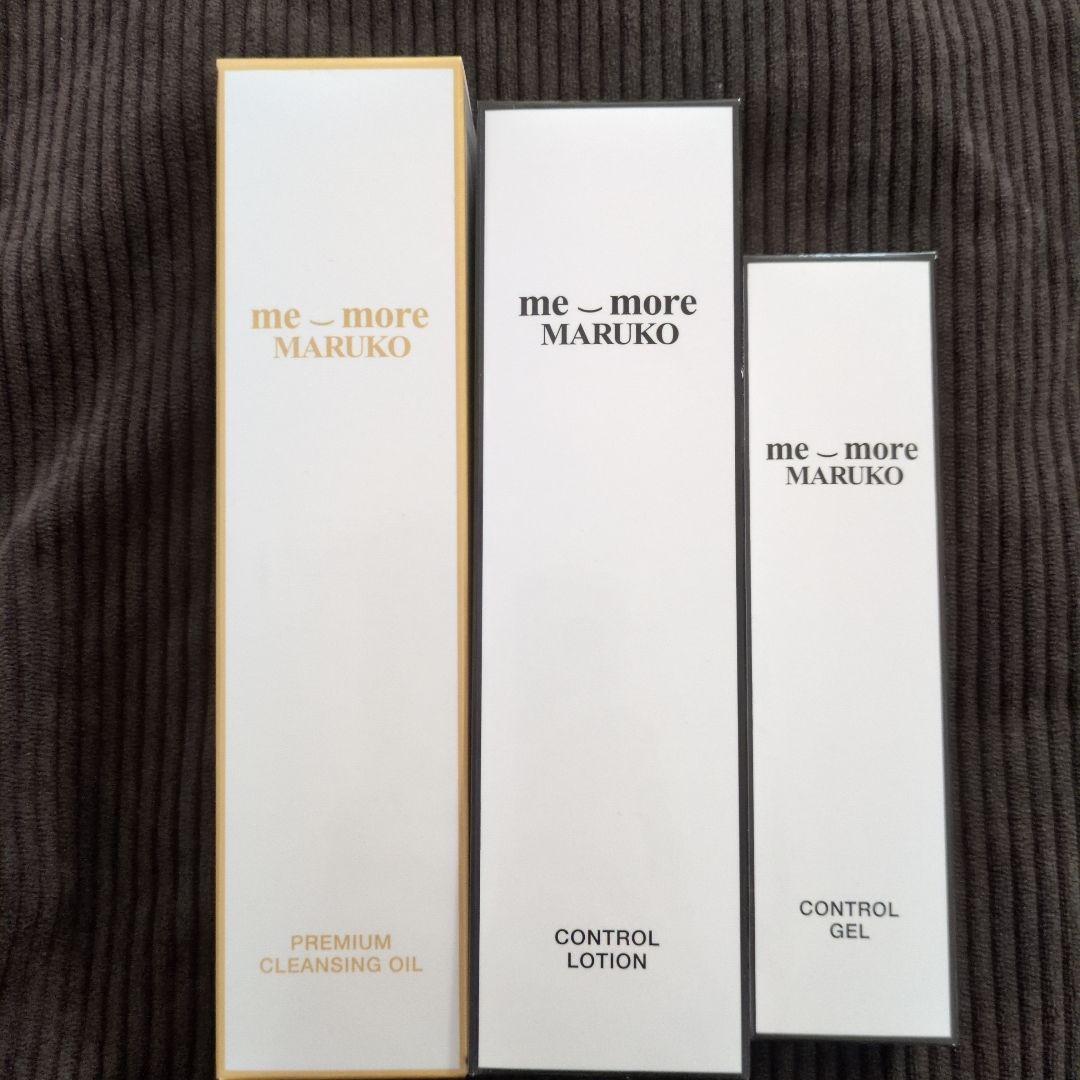 me‿more
MARUKO
PREMIUM
CLEANSING OIL
me‿more
MARUKO
CONTROL
LOTION
me‿more
MARUKO
CONTROL
GEL